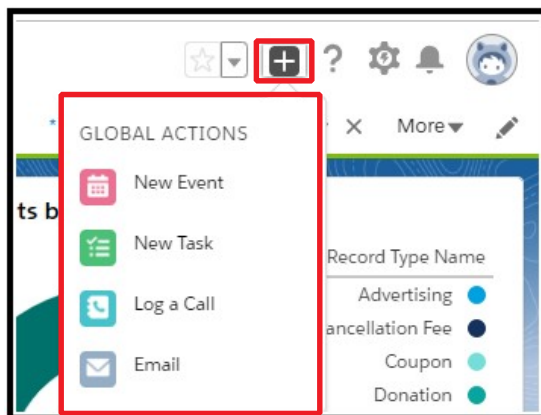 GLOBAL ACTIONS
New Event
New Task
Log a Call
Email
More
ts b
Record Type Name
Advertising
ancellation Fee
Coupon
Donation